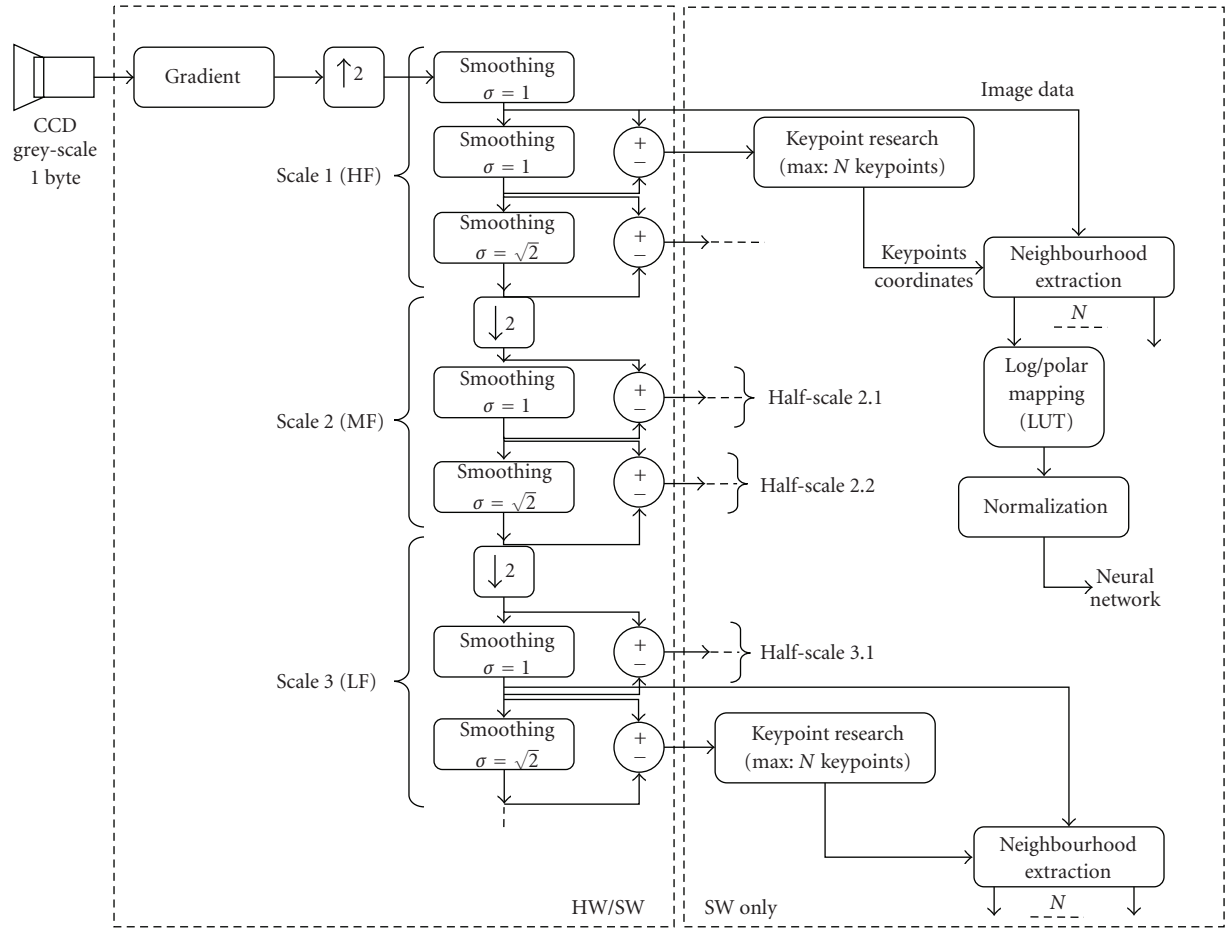 CCD
grey-scale
1 byte
Gradient
↑2
Scale 1 (HF)
Smoothing
σ = 1
Smoothing
σ = 1
Smoothing
σ = √2
+
−
+
−
Image data
Keypoint research
(max: N keypoints)
Keypoints
coordinates
Neighbourhood
extraction
N
Log/polar
mapping
(LUT)
Normalization
Neural
network
↓2
Scale 2 (MF)
Smoothing
σ = 1
Smoothing
σ = √2
+
−
+
−
Half-scale 2.1
Half-scale 2.2
↓2
Scale 3 (LF)
Smoothing
σ = 1
Smoothing
σ = √2
+
−
+
−
Half-scale 3.1
Keypoint research
(max: N keypoints)
Neighbourhood
extraction
N
HW/SW
SW only